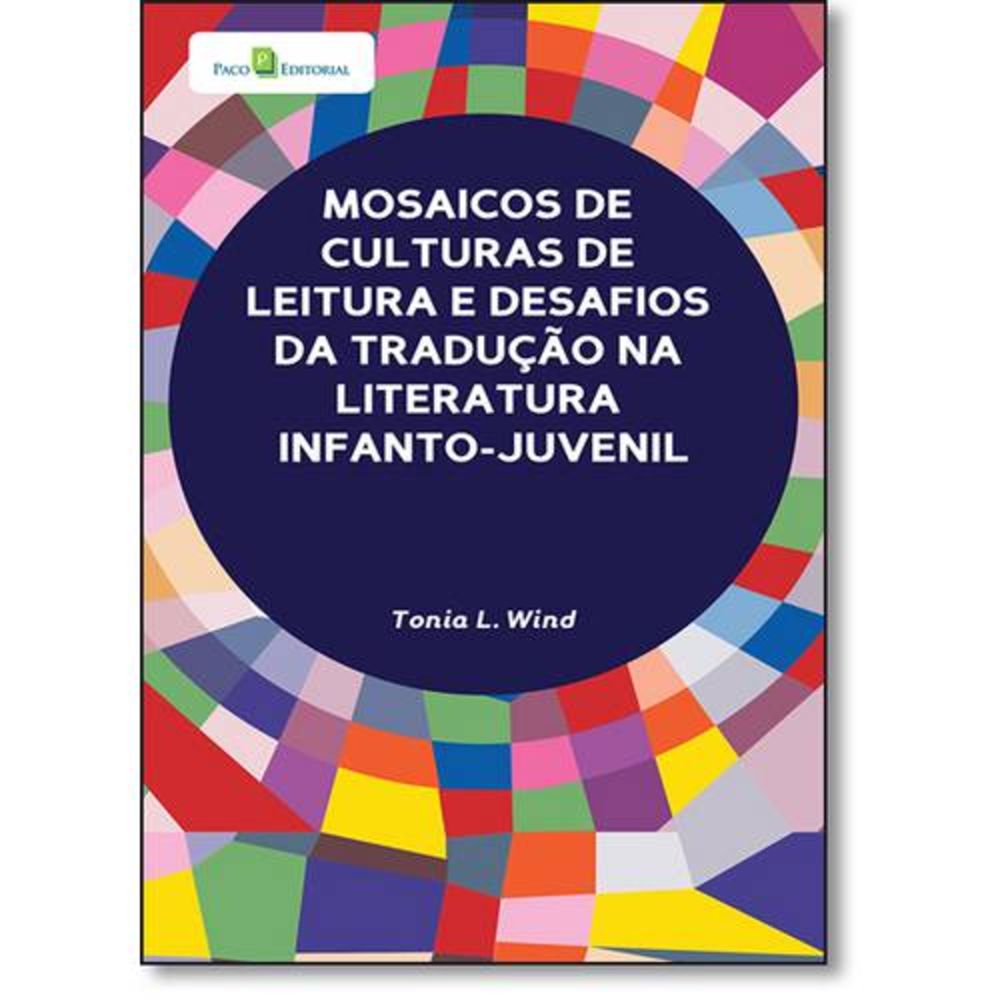 PACO EDITORIAL
MOSAICOS DE
CULTURAS DE
LEITURA E DESAFIOS
DA TRADUÇÃO NA
LITERATURA
INFANTO-JUVENIL
Tonia L. Wind